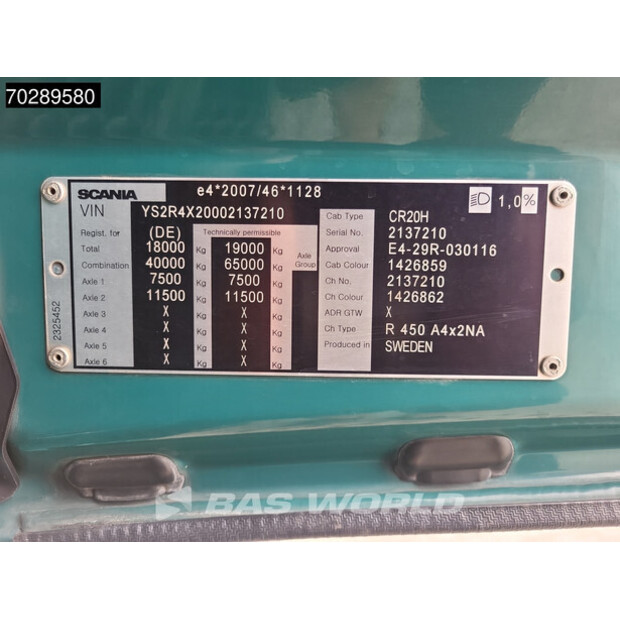 70289580
SCANIA e4*2007/46*1128 1,0%
VIN YS2R4X20002137210 Cab Type CR20H
Regist. for (DE) Technically permissible Serial No. 2137210
Total 18000 Kg 19000 Kg Approval E4-29R-030116
Combination 40000 Kg 65000 Kg Axle Group Cab Colour 1426859
Axle 1 7500 Kg 7500 Kg Ch No. 2137210
Axle 2 11500 Kg 11500 Kg Ch Colour 1426862
Axle 3 X Kg X Kg ADR GTW X
Axle 4 X Kg X Kg Ch Type R 450 A4x2NA
Axle 5 X Kg X Kg Produced in SWEDEN
Axle 6 X Kg X Kg
2325452
BAS WORLD